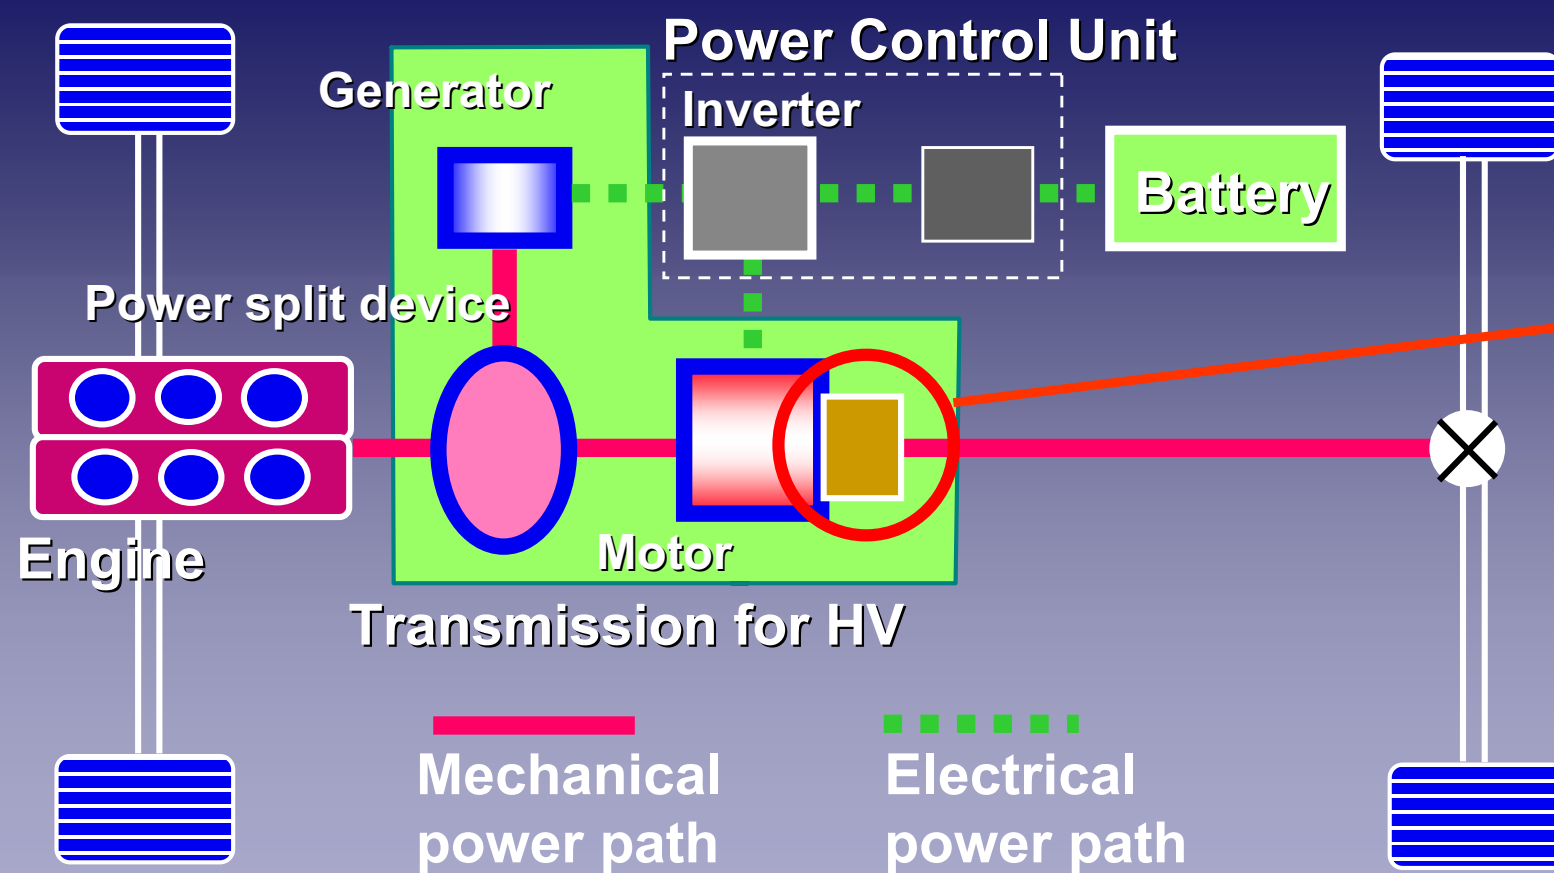 Power Control Unit
Generator
Inverter
Battery
Power split device
Engine
Motor
Transmission for HV
Mechanical
power path
Electrical
power path